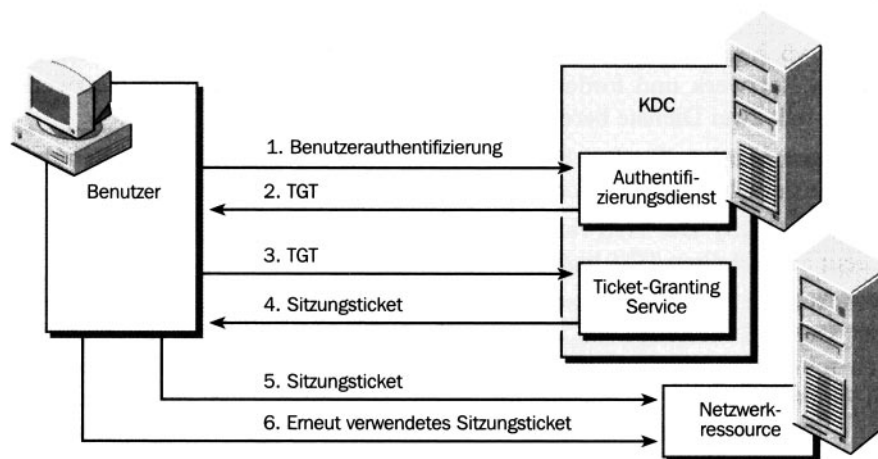 KDC
1. Benutzerauthentifizierung
Benutzer
Authentifi-
zierungsdienst
2. TGT
3. TGT
Ticket-Granting
Service
4. Sitzungsticket
5. Sitzungsticket
Netzwerk-
ressource
6. Erneut verwendetes Sitzungsticket